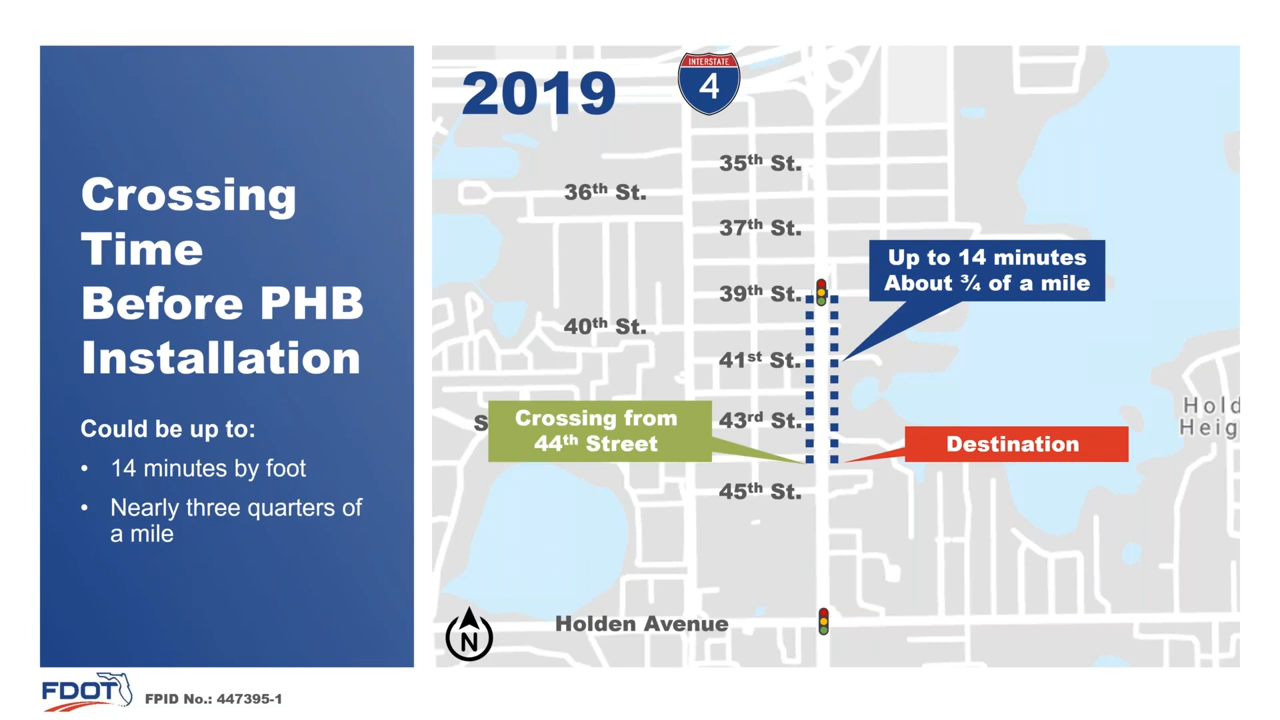 Crossing
Time
Before PHB
Installation
Could be up to:
• 14 minutes by foot
• Nearly three quarters of
a mile
2019
INTERSTATE
4
35th St.
36th St.
37th St.
Up to 14 minutes
About ¾ of a mile
39th St.
40th St.
41st St.
Crossing from
44th Street
S
43rd St.
Hold
Heig
Destination
45th St.
Holden Avenue
N
FDOT
FPID No.: 447395-1